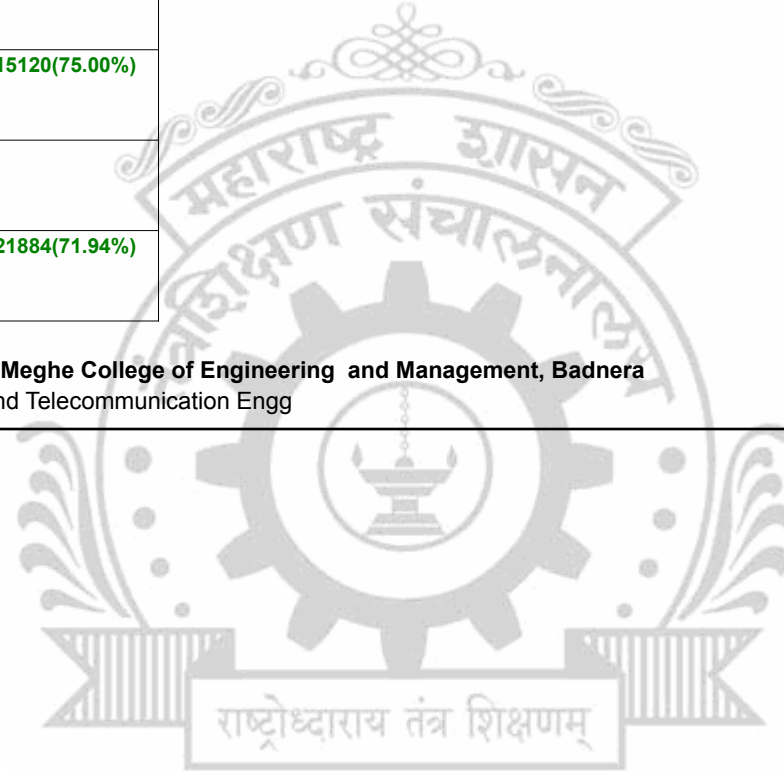 15120(75.00%)
21884(71.94%)
Meghe College of Engineering and Management, Badnera
nd Telecommunication Engg
महाराष्ट्र शासन
तंत्रशिक्षण संचालनालय
राष्ट्रोध्दाराय तंत्र शिक्षणम्